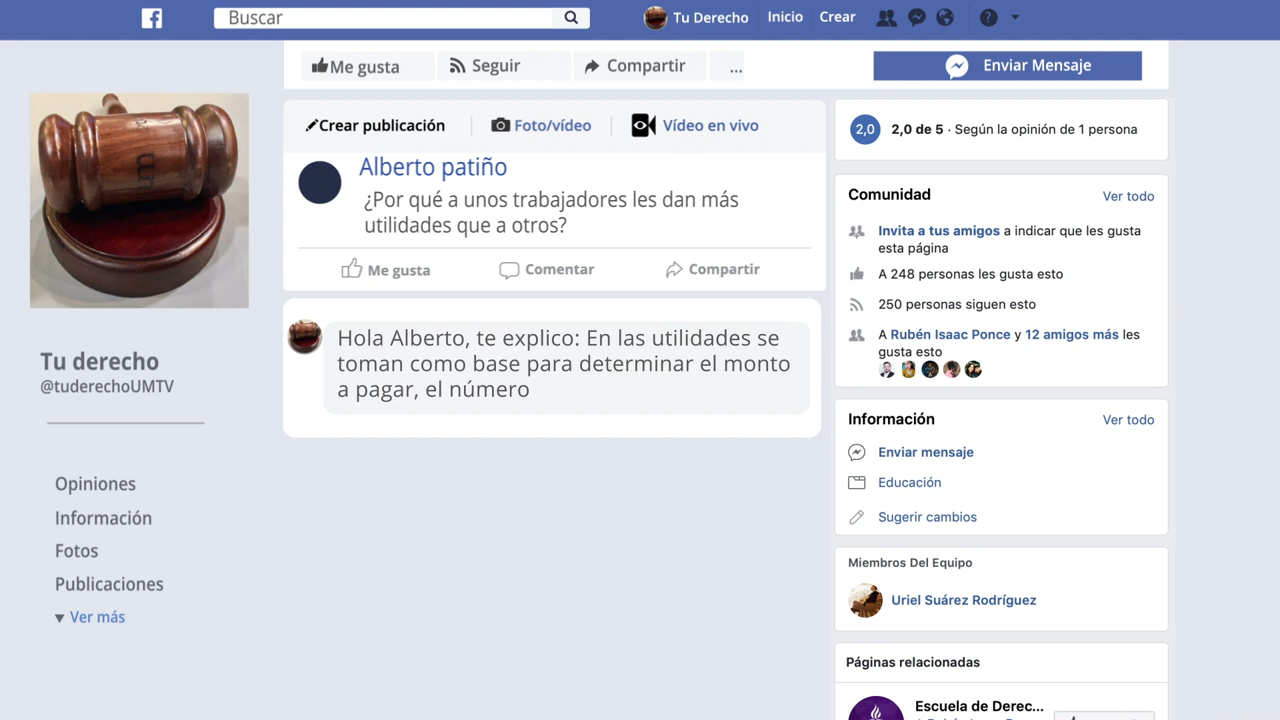 Buscar
Tu Derecho
Inicio
Crear
Me gusta
Seguir
Compartir
...
Enviar Mensaje
Crear publicación
Foto/vídeo
Vídeo en vivo
Alberto patiño
¿Por qué a unos trabajadores les dan más
utilidades que a otros?
Me gusta
Comentar
Compartir
Hola Alberto, te explico: En las utilidades se
toman como base para determinar el monto
a pagar, el número
Tu derecho
@tuderechoUMTV
Opiniones
Información
Fotos
Publicaciones
Ver más
2,0
2,0 de 5 · Según la opinión de 1 persona
Comunidad
Ver todo
Invita a tus amigos a indicar que les gusta
esta página
A 248 personas les gusta esto
250 personas siguen esto
A Rubén Isaac Ponce y 12 amigos más les
gusta esto
Información
Ver todo
Enviar mensaje
Educación
Sugerir cambios
Miembros Del Equipo
Uriel Suárez Rodríguez
Páginas relacionadas
Escuela de Derec...